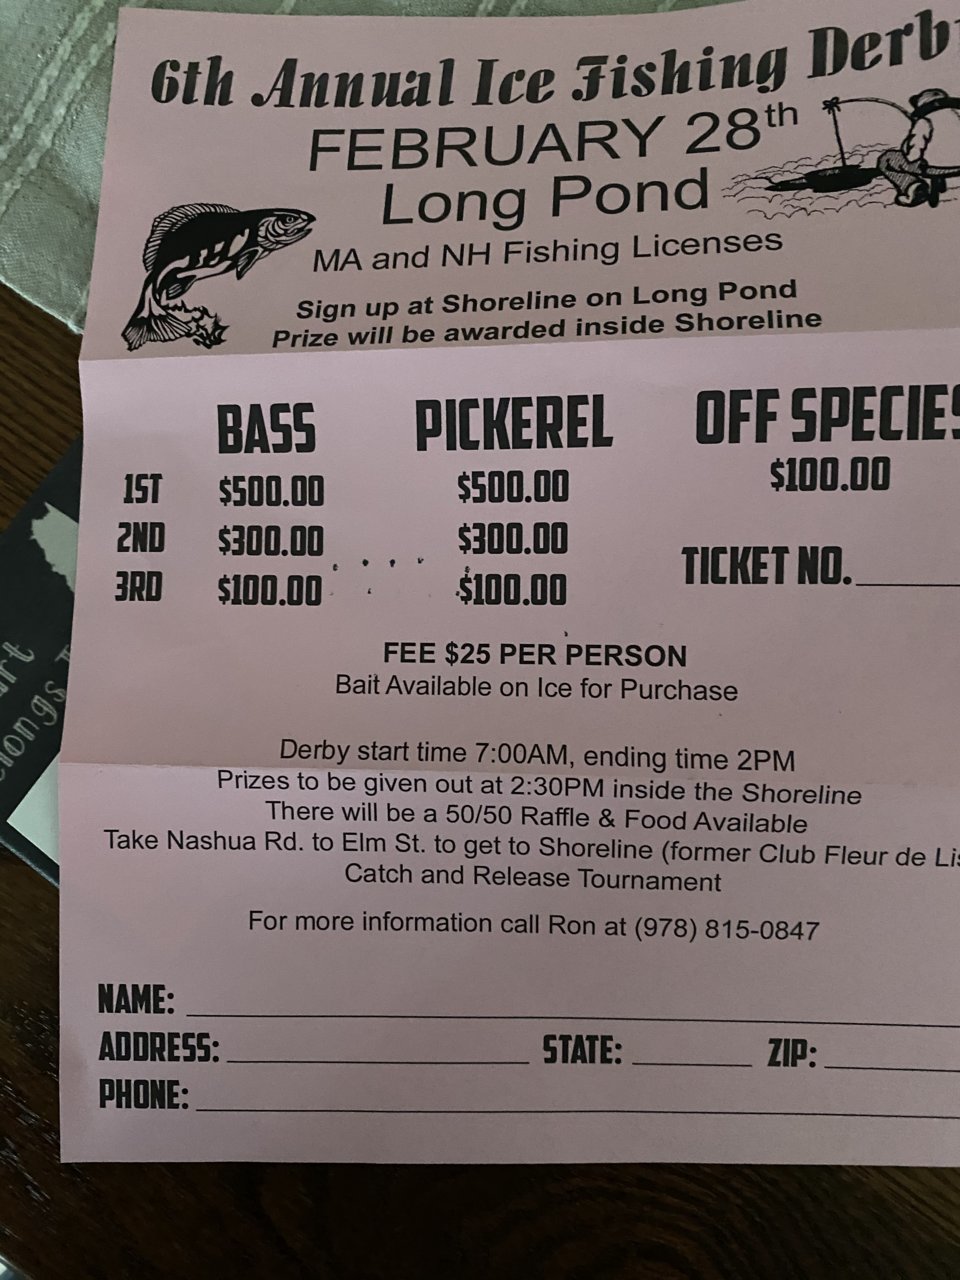 6th Annual Ice Fishing Derb
FEBRUARY 28th
Long Pond
MA and NH Fishing Licenses
Sign up at Shoreline on Long Pond
Prize will be awarded inside Shoreline
BASS PICKEREL OFF SPECIES
1ST $500.00 $500.00 $100.00
2ND $300.00 $300.00
3RD $100.00 $100.00
TICKET NO.
FEE $25 PER PERSON
Bait Available on Ice for Purchase
Derby start time 7:00AM, ending time 2PM
Prizes to be given out at 2:30PM inside the Shoreline
There will be a 50/50 Raffle & Food Available
Take Nashua Rd. to Elm St. to get to Shoreline (former Club Fleur de Lis
Catch and Release Tournament
For more information call Ron at (978) 815-0847
NAME:
ADDRESS: STATE: ZIP:
PHONE: